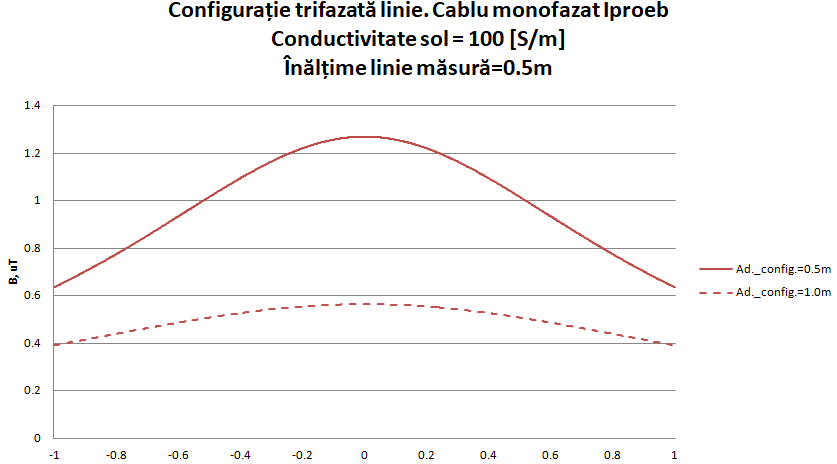 Configurație trifazată linie. Cablu monofazat Iproeb
Conductivitate sol = 100 [S/m]
Înălțime linie măsură=0.5m
1.4
1.2
1
0.8
0.6
0.4
0.2
0
B, uT
-1 -0.8 -0.6 -0.4 -0.2 0 0.2 0.4 0.6 0.8 1
Ad._config.=0.5m
Ad._config.=1.0m